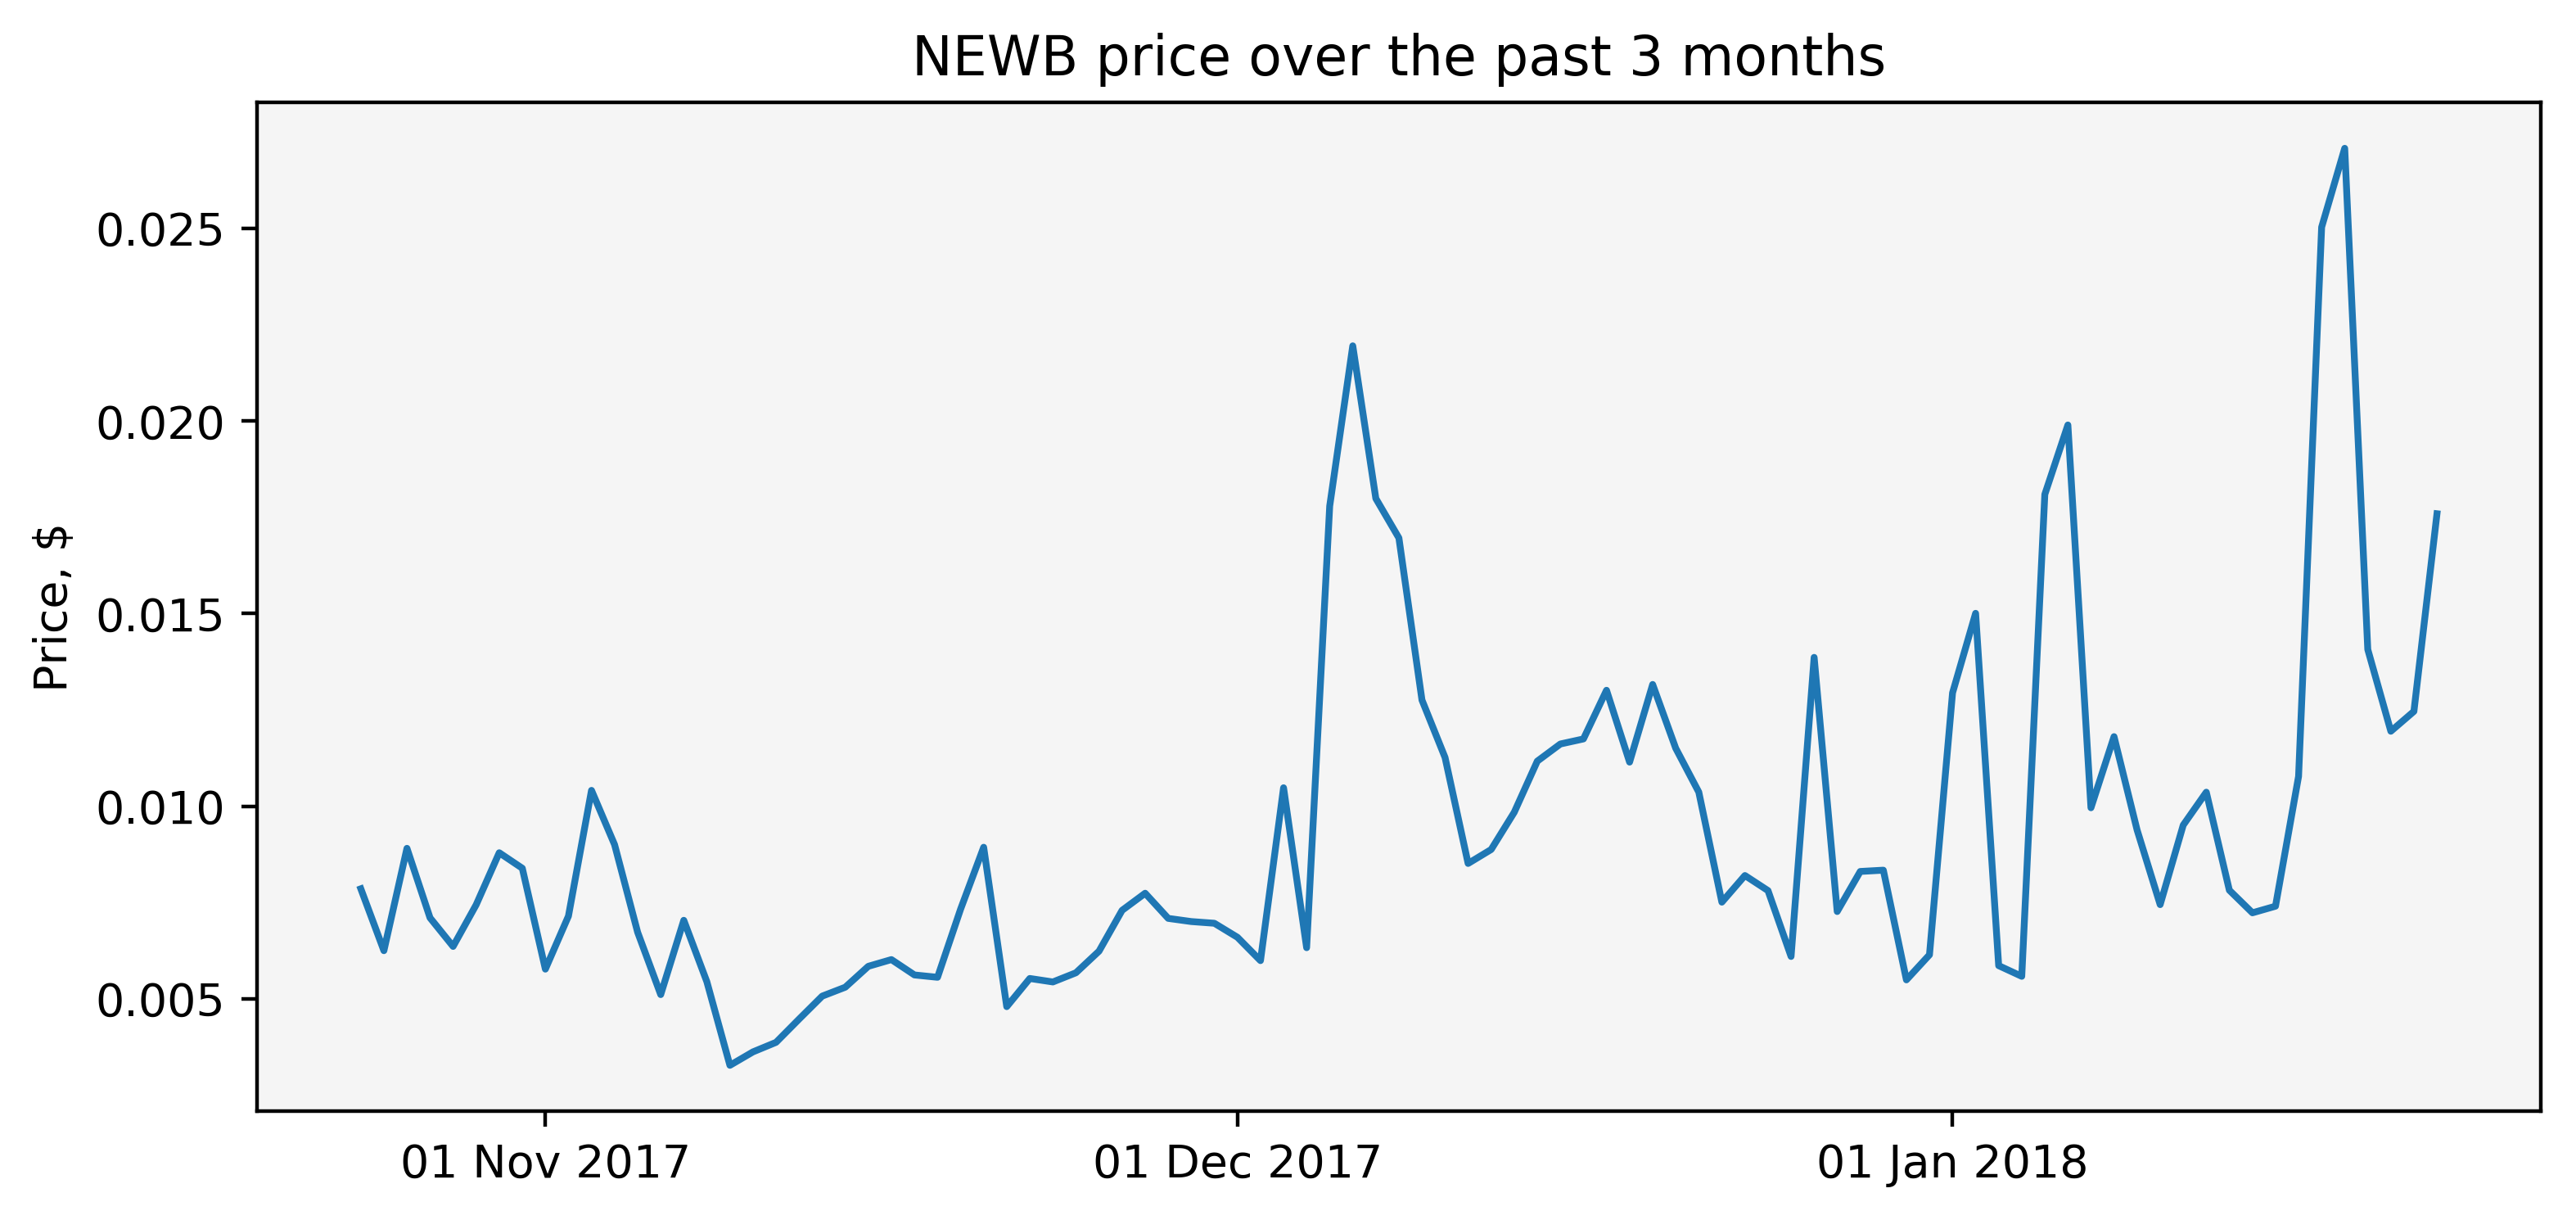 NEWB price over the past 3 months
Price, $
0.025
0.020
0.015
0.010
0.005
01 Nov 2017
01 Dec 2017
01 Jan 2018